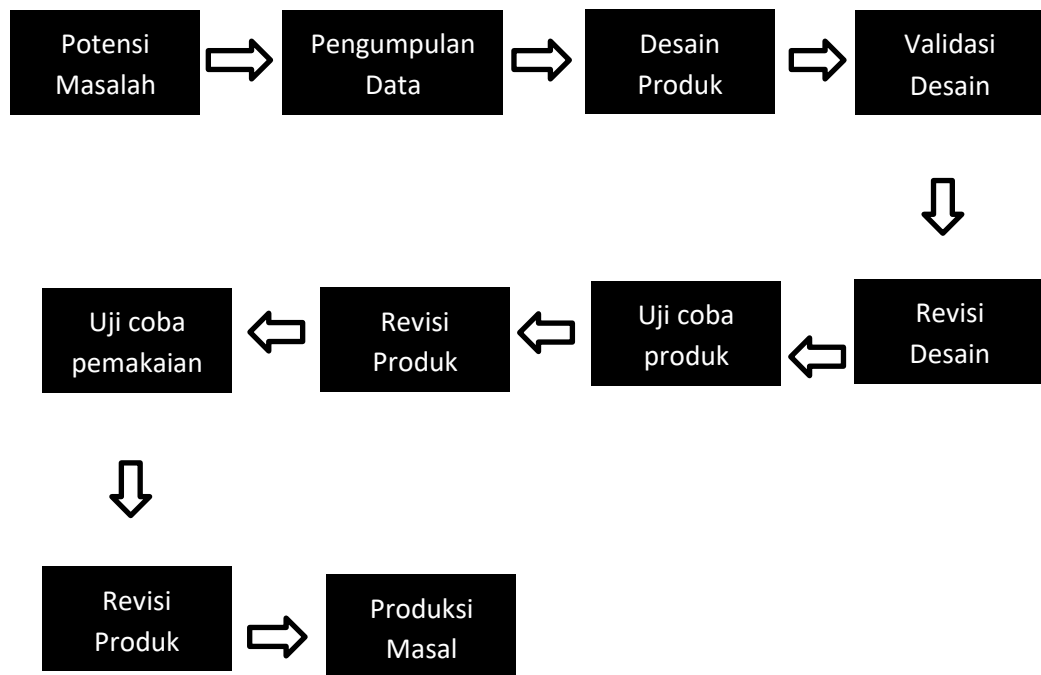 Potensi
Masalah
Pengumpulan
Data
Desain
Produk
Validasi
Desain
Revisi
Desain
Uji coba
produk
Revisi
Produk
Uji coba
pemakaian
Revisi
Produk
Produksi
Masal